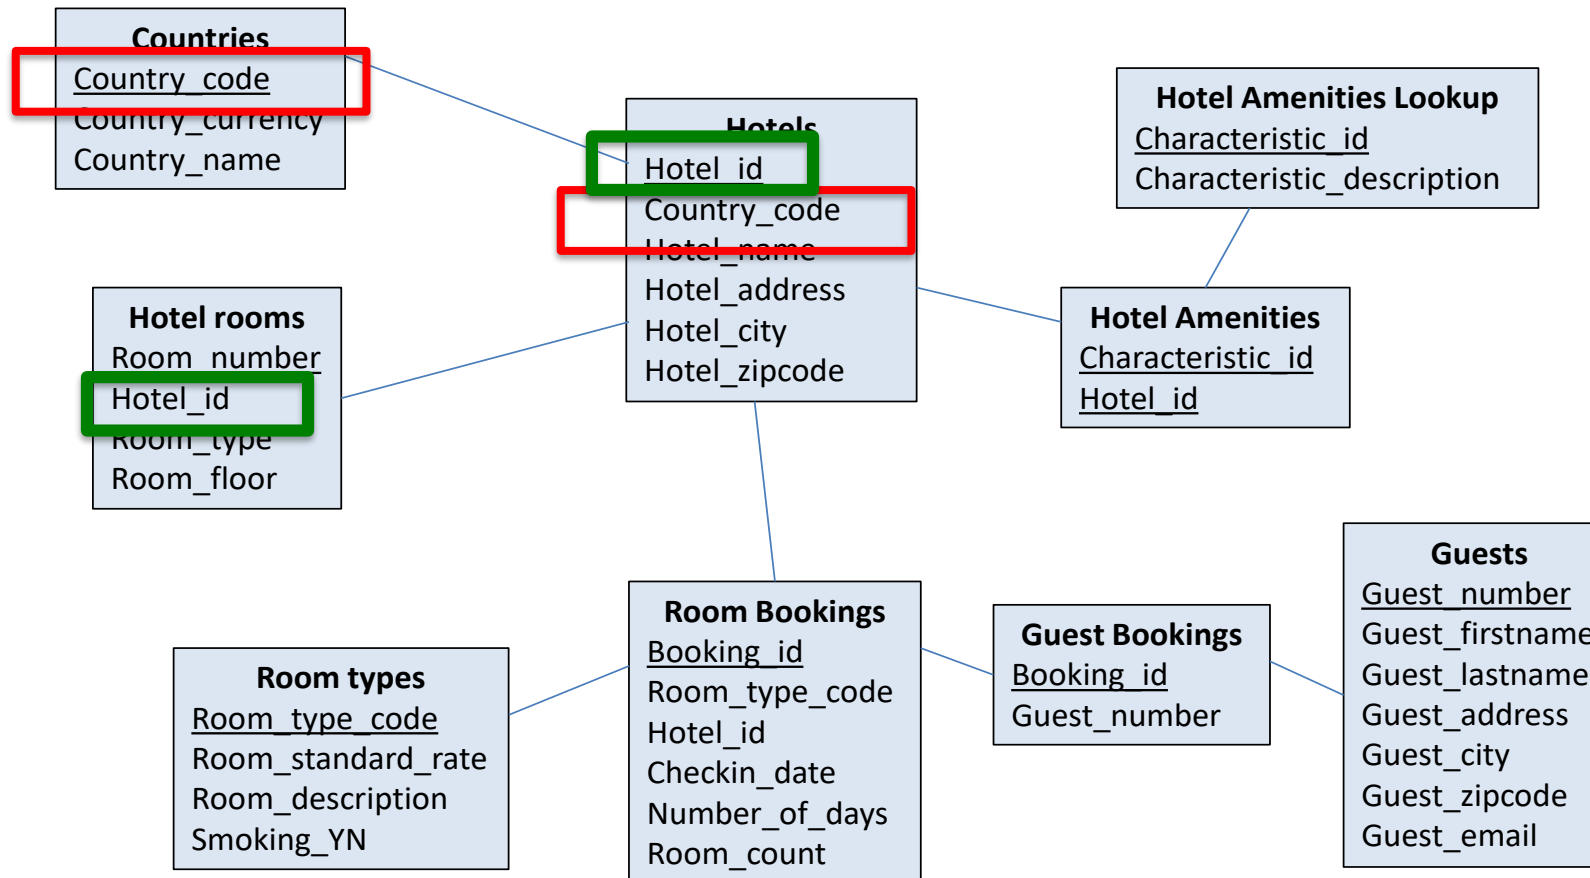 Countries
Country_code
Country_currency
Country_name
Hotels
Hotel_id
Country_code
Hotel_name
Hotel_address
Hotel_city
Hotel_zipcode
Hotel Amenities Lookup
Characteristic_id
Characteristic_description
Hotel rooms
Room_number
Hotel_id
Room_type
Room_floor
Hotel Amenities
Characteristic_id
Hotel_id
Room types
Room_type_code
Room_standard_rate
Room_description
Smoking_YN
Room Bookings
Booking_id
Room_type_code
Hotel_id
Checkin_date
Number_of_days
Room_count
Guest Bookings
Booking_id
Guest_number
Guests
Guest_number
Guest_firstname
Guest_lastname
Guest_address
Guest_city
Guest_zipcode
Guest_email